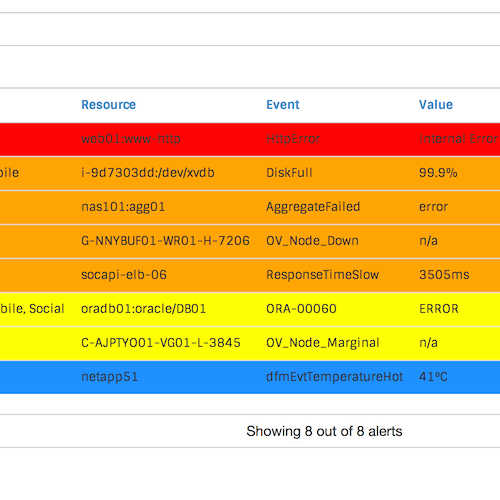 Resource Event Value
web01:www-http HttpError Internal Error
bile i-9d7303dd:/dev/xvdb DiskFull 99.9%
nas101:agg01 AggregateFailed error
G-NNYBUF01-WR01-H-7206 OV_Node_Down n/a
socapi-elb-06 ResponseTimeSlow 3505ms
bile, Social oradb01:oracle/DB01 ORA-00060 ERROR
C-AJPTYO01-VG01-L-3845 OV_Node_Marginal n/a
netapp51 dfmEvtTemperatureHot 41ºC
Showing 8 out of 8 alerts